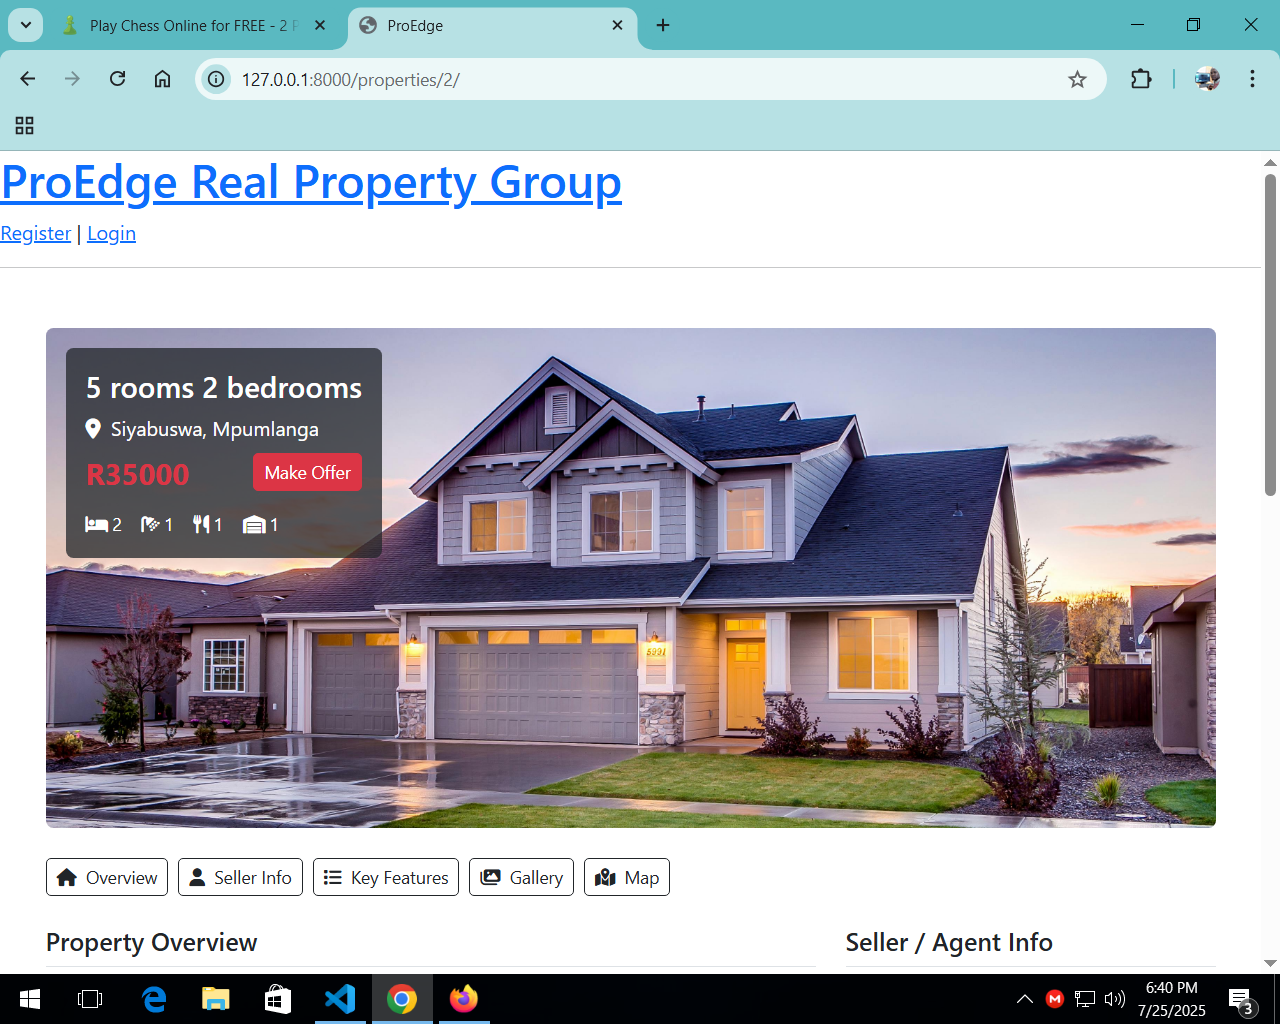 Play Chess Online for FREE - 2 P
ProEdge
127.0.0.1:8000/properties/2/
ProEdge Real Property Group
Register | Login
5 rooms 2 bedrooms
Siyabuswa, Mpumlanga
R35000 Make Offer
2 1 1 1
5991
Overview Seller Info Key Features Gallery Map
Property Overview Seller / Agent Info
6:40 PM
7/25/2025
3